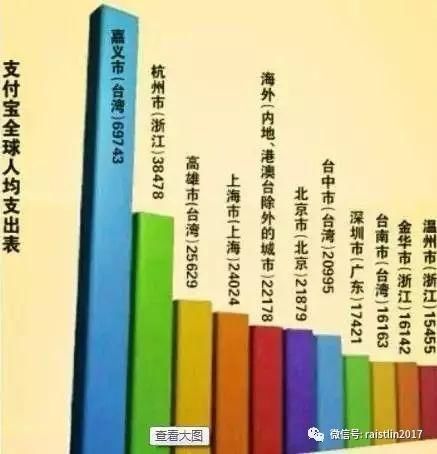 支付宝全球人均支出表
嘉义市(台湾)69743
杭州市(浙江)38478
高雄市(台湾)25629
上海市(上海)24024
海外(内地、港澳台除外的城市)22178
北京市(北京)21879
台中市(台湾)20995
深圳市(广东)17421
台南市(台湾)16163
金华市(浙江)16142
温州市(浙江)15455
查看大图
微信号: raistlin2017